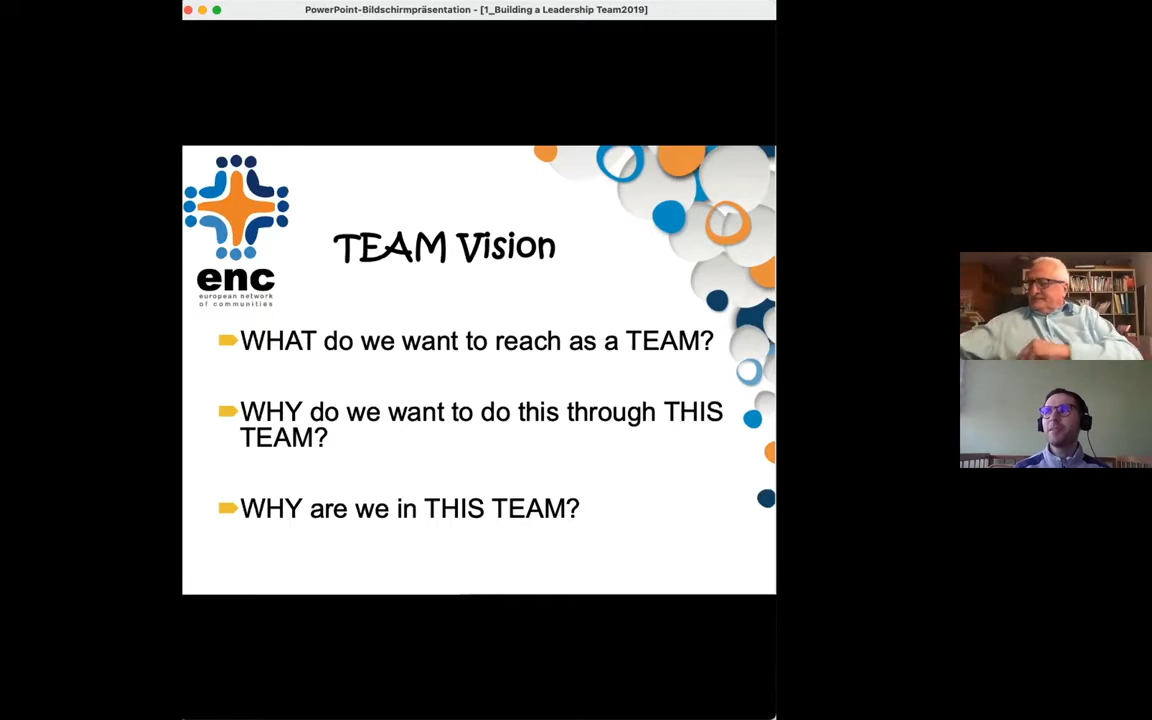 PowerPoint-Bildschirmpräsentation - [1_Building a Leadership Team2019]
enc
european network
of communities
TEAM Vision
WHAT do we want to reach as a TEAM?
WHY do we want to do this through THIS
TEAM?
WHY are we in THIS TEAM?